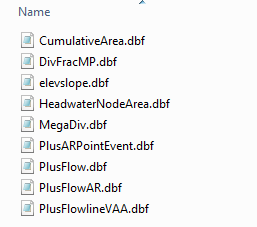 Name
CumulativeArea.dbf
DivFracMP.dbf
elevslope.dbf
HeadwaterNodeArea.dbf
MegaDiv.dbf
PlusARPointEvent.dbf
PlusFlow.dbf
PlusFlowAR.dbf
PlusFlowlineVAA.dbf